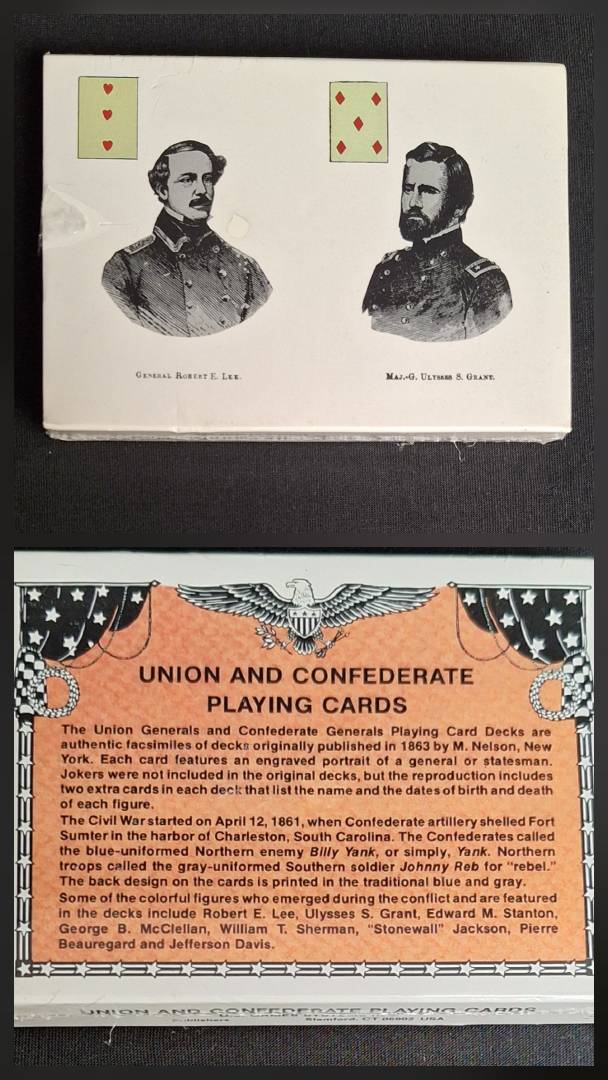 GENERAL ROBERT E. LEE.
MAJ.-G. ULYSSES S. GRANT.
UNION AND CONFEDERATE
PLAYING CARDS
The Union Generals and Confederate Generals Playing Card Decks are
authentic facsimiles of decks originally published in 1863 by M. Nelson, New
York. Each card features an engraved portrait of a general or statesman.
Jokers were not included in the original decks, but the reproduction includes
two extra cards in each deck that list the name and the dates of birth and death
of each figure.
The Civil War started on April 12, 1861, when Confederate artillery shelled Fort
Sumter in the harbor of Charleston, South Carolina. The Confederates called
the blue-uniformed Northern enemy Billy Yank, or simply, Yank. Northern
troops called the gray-uniformed Southern soldier Johnny Reb for "rebel."
The back design on the cards is printed in the traditional blue and gray.
Some of the colorful figures who emerged during the conflict and are featured
in the decks include Robert E. Lee, Ulysses S. Grant, Edward M. Stanton,
George B. McClellan, William T. Sherman, "Stonewall" Jackson, Pierre
Beauregard and Jefferson Davis.
UNION AND CONFEDERATE PLAYING CARDS
Stamford, CT 06902 USA